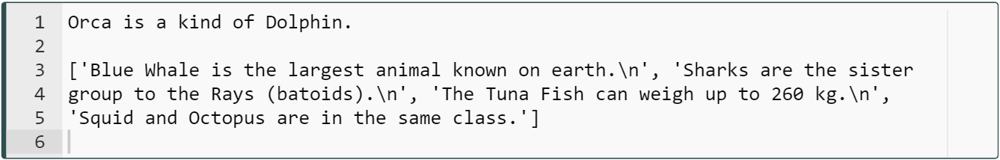 1 Orca is a kind of Dolphin.
2
3 ['Blue Whale is the largest animal known on earth.\n', 'Sharks are the sister
4 group to the Rays (batoids).\n', 'The Tuna Fish can weigh up to 260 kg.\n',
5 'Squid and Octopus are in the same class.']
6